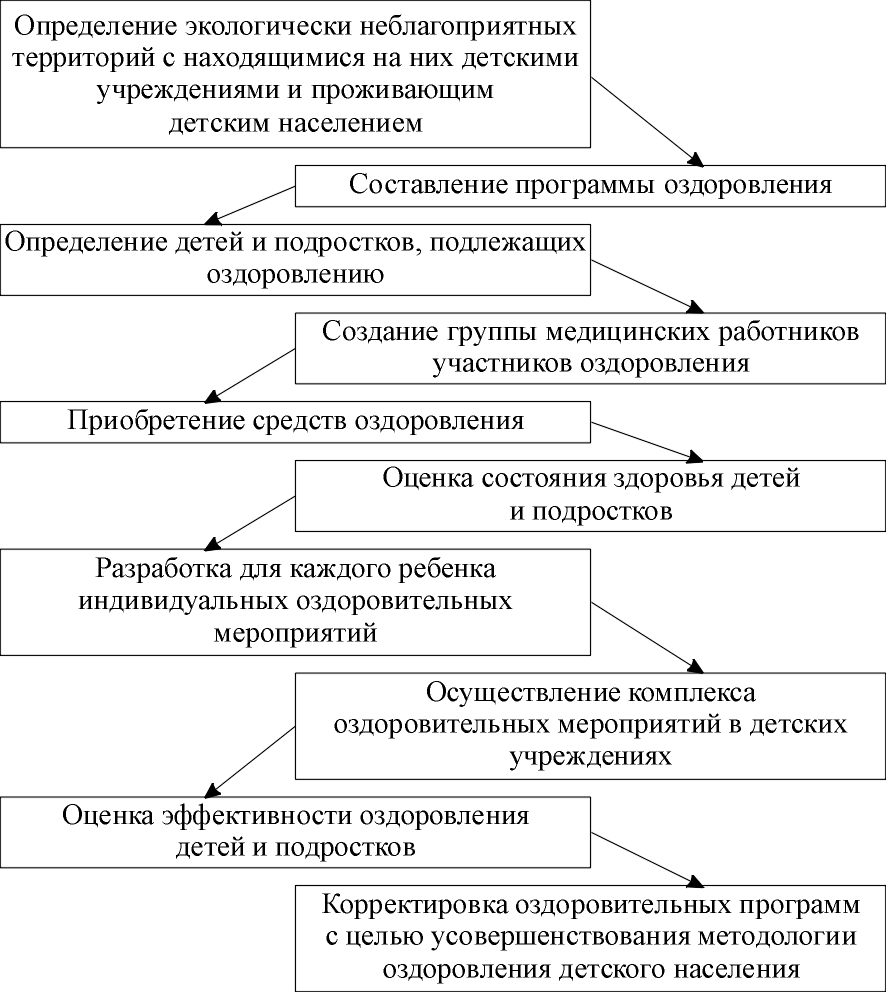 Определение экологически неблагоприятных
территорий с находящимися на них детскими
учреждениями и проживающим
детским населением
Составление программы оздоровления
Определение детей и подростков, подлежащих
оздоровлению
Создание группы медицинских работников
участников оздоровления
Приобретение средств оздоровления
Оценка состояния здоровья детей
и подростков
Разработка для каждого ребенка
индивидуальных оздоровительных
мероприятий
Осуществление комплекса
оздоровительных мероприятий в детских
учреждениях
Оценка эффективности оздоровления
детей и подростков
Корректировка оздоровительных программ
с целью усовершенствования методологии
оздоровления детского населения